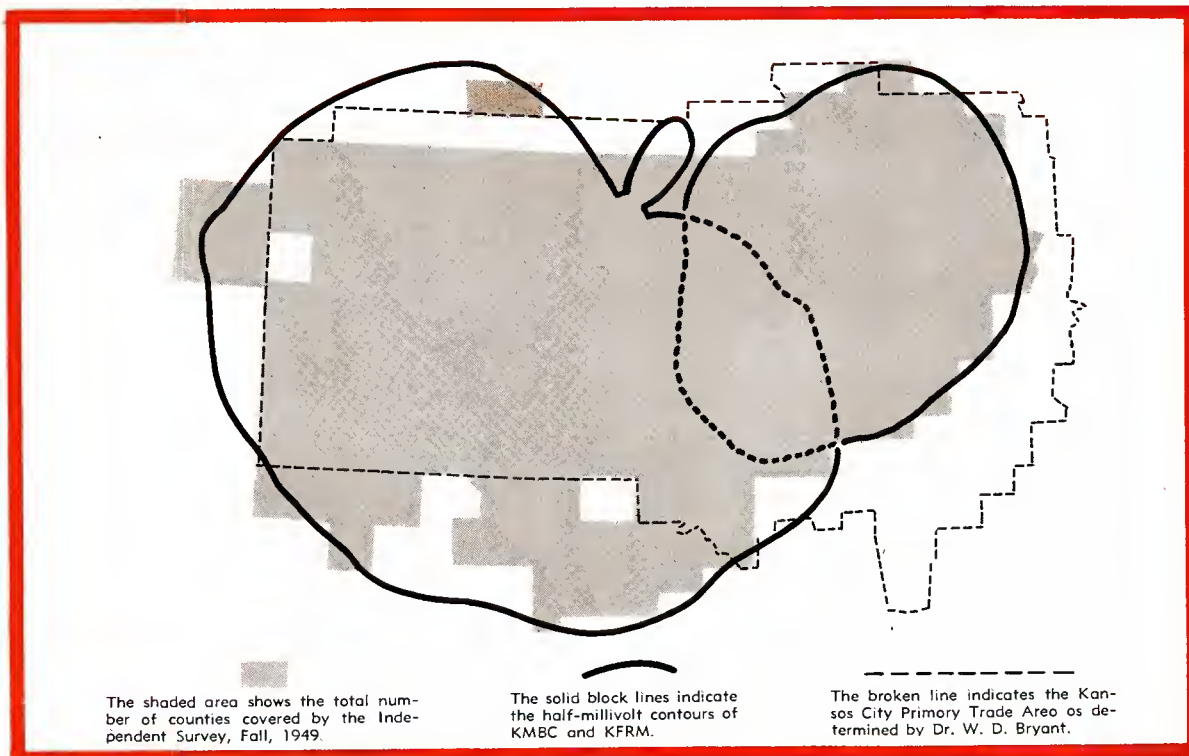 The shaded area shows the total num-
ber of counties covered by the Inde-
pendent Survey, Fall, 1949.
The solid block lines indicate
the half-millivolt contours of
KMBC and KFRM.
The broken line indicates the Kan-
sos City Primory Trade Areo os de-
termined by Dr. W. D. Bryant.